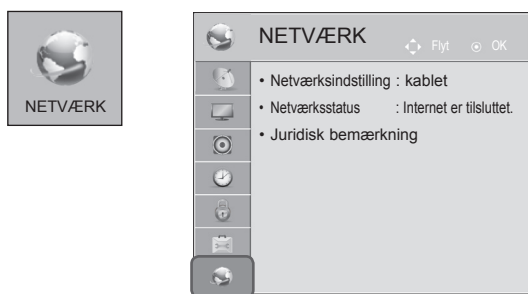 NETVÆRK
NETVÆRK
Flyt
OK
• Netværksindstilling : kablet
• Netværksstatus : Internet er tilsluttet.
• Juridisk bemærkning